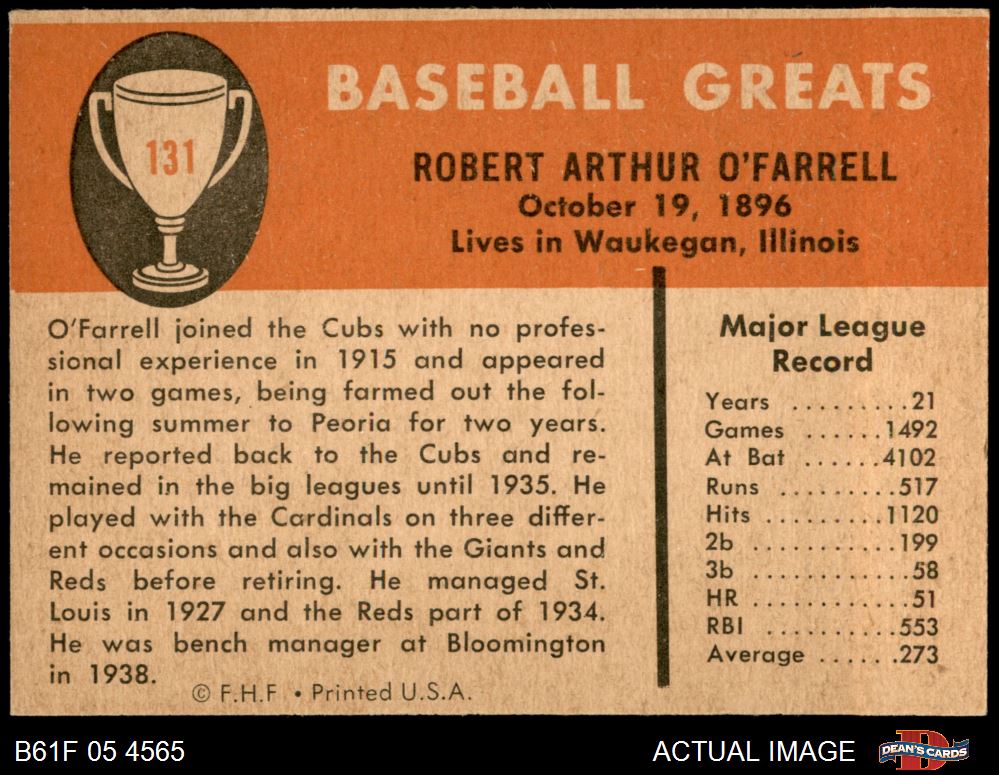 131
BASEBALL GREATS
ROBERT ARTHUR O'FARRELL
October 19, 1896
Lives in Waukegan, Illinois
O'Farrell joined the Cubs with no profes-
sional experience in 1915 and appeared
in two games, being farmed out the fol-
lowing summer to Peoria for two years.
He reported back to the Cubs and re-
mained in the big leagues until 1935. He
played with the Cardinals on three differ-
ent occasions and also with the Giants and
Reds before retiring. He managed St.
Louis in 1927 and the Reds part of 1934.
He was bench manager at Bloomington
in 1938.
© F.H.F • Printed U.S.A.
Major League
Record
Years .........21
Games ......1492
At Bat ......4102
Runs .........517
Hits .........1120
2b ...........199
3b ............58
HR ............51
RBI ..........553
Average ......273
B61F 05 4565
ACTUAL IMAGE
D
DEAN'S CARDS